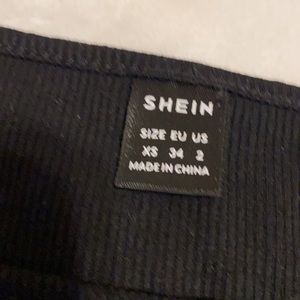 SHEIN
SIZE EU US
XS 34 2
MADE IN CHINA